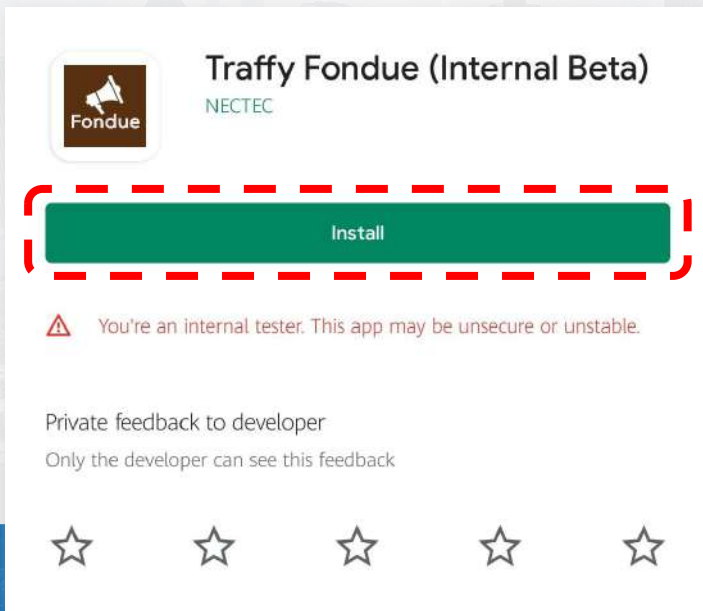 Traffy Fondue (Internal Beta)
NECTEC
Fondue
Install
You're an internal tester. This app may be unsecure or unstable.
Private feedback to developer
Only the developer can see this feedback